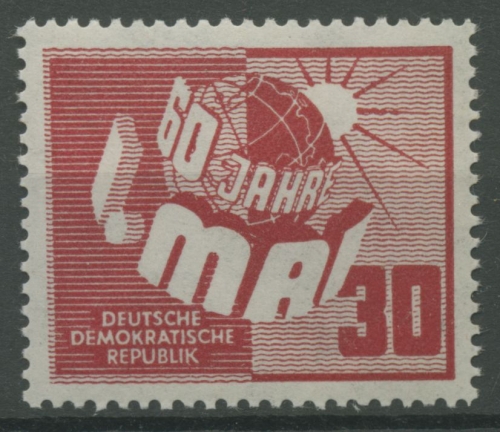 60 JAHRE
1. MAI
DEUTSCHE
DEMOKRATISCHE
REPUBLIK
30